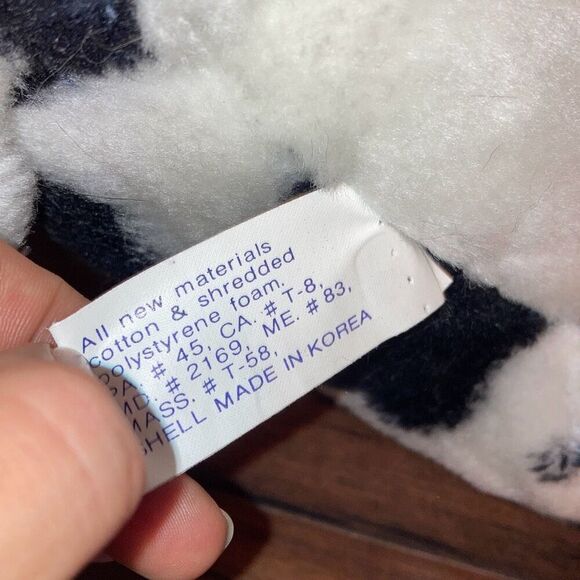 All new materials
cotton & shredded
polystyrene foam.
PA. # 45, CA. # T-8,
MD. # 2169, ME. # 83,
MASS. # T-58,
SHELL MADE IN KOREA